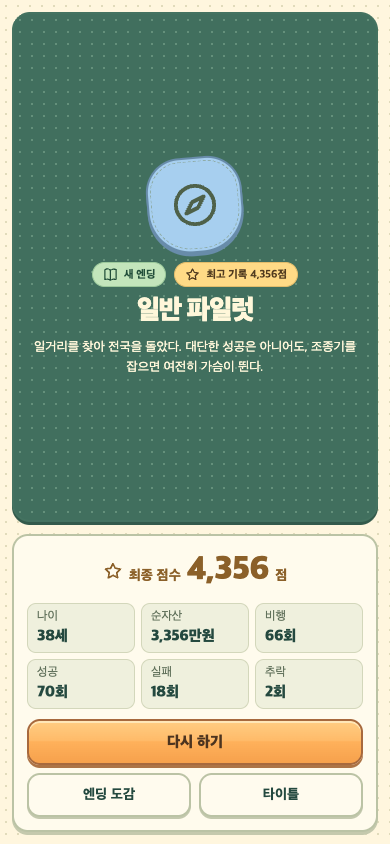 새 엔딩
최고 기록 4,356점
일반 파일럿
일거리를 찾아 전국을 돌았다. 대단한 성공은 아니어도, 조종기를
잡으면 여전히 가슴이 뛴다.
최종 점수 4,356 점
나이
38세
순자산
3,356만원
비행
66회
성공
70회
실패
18회
추락
2회
다시 하기
엔딩 도감
타이틀